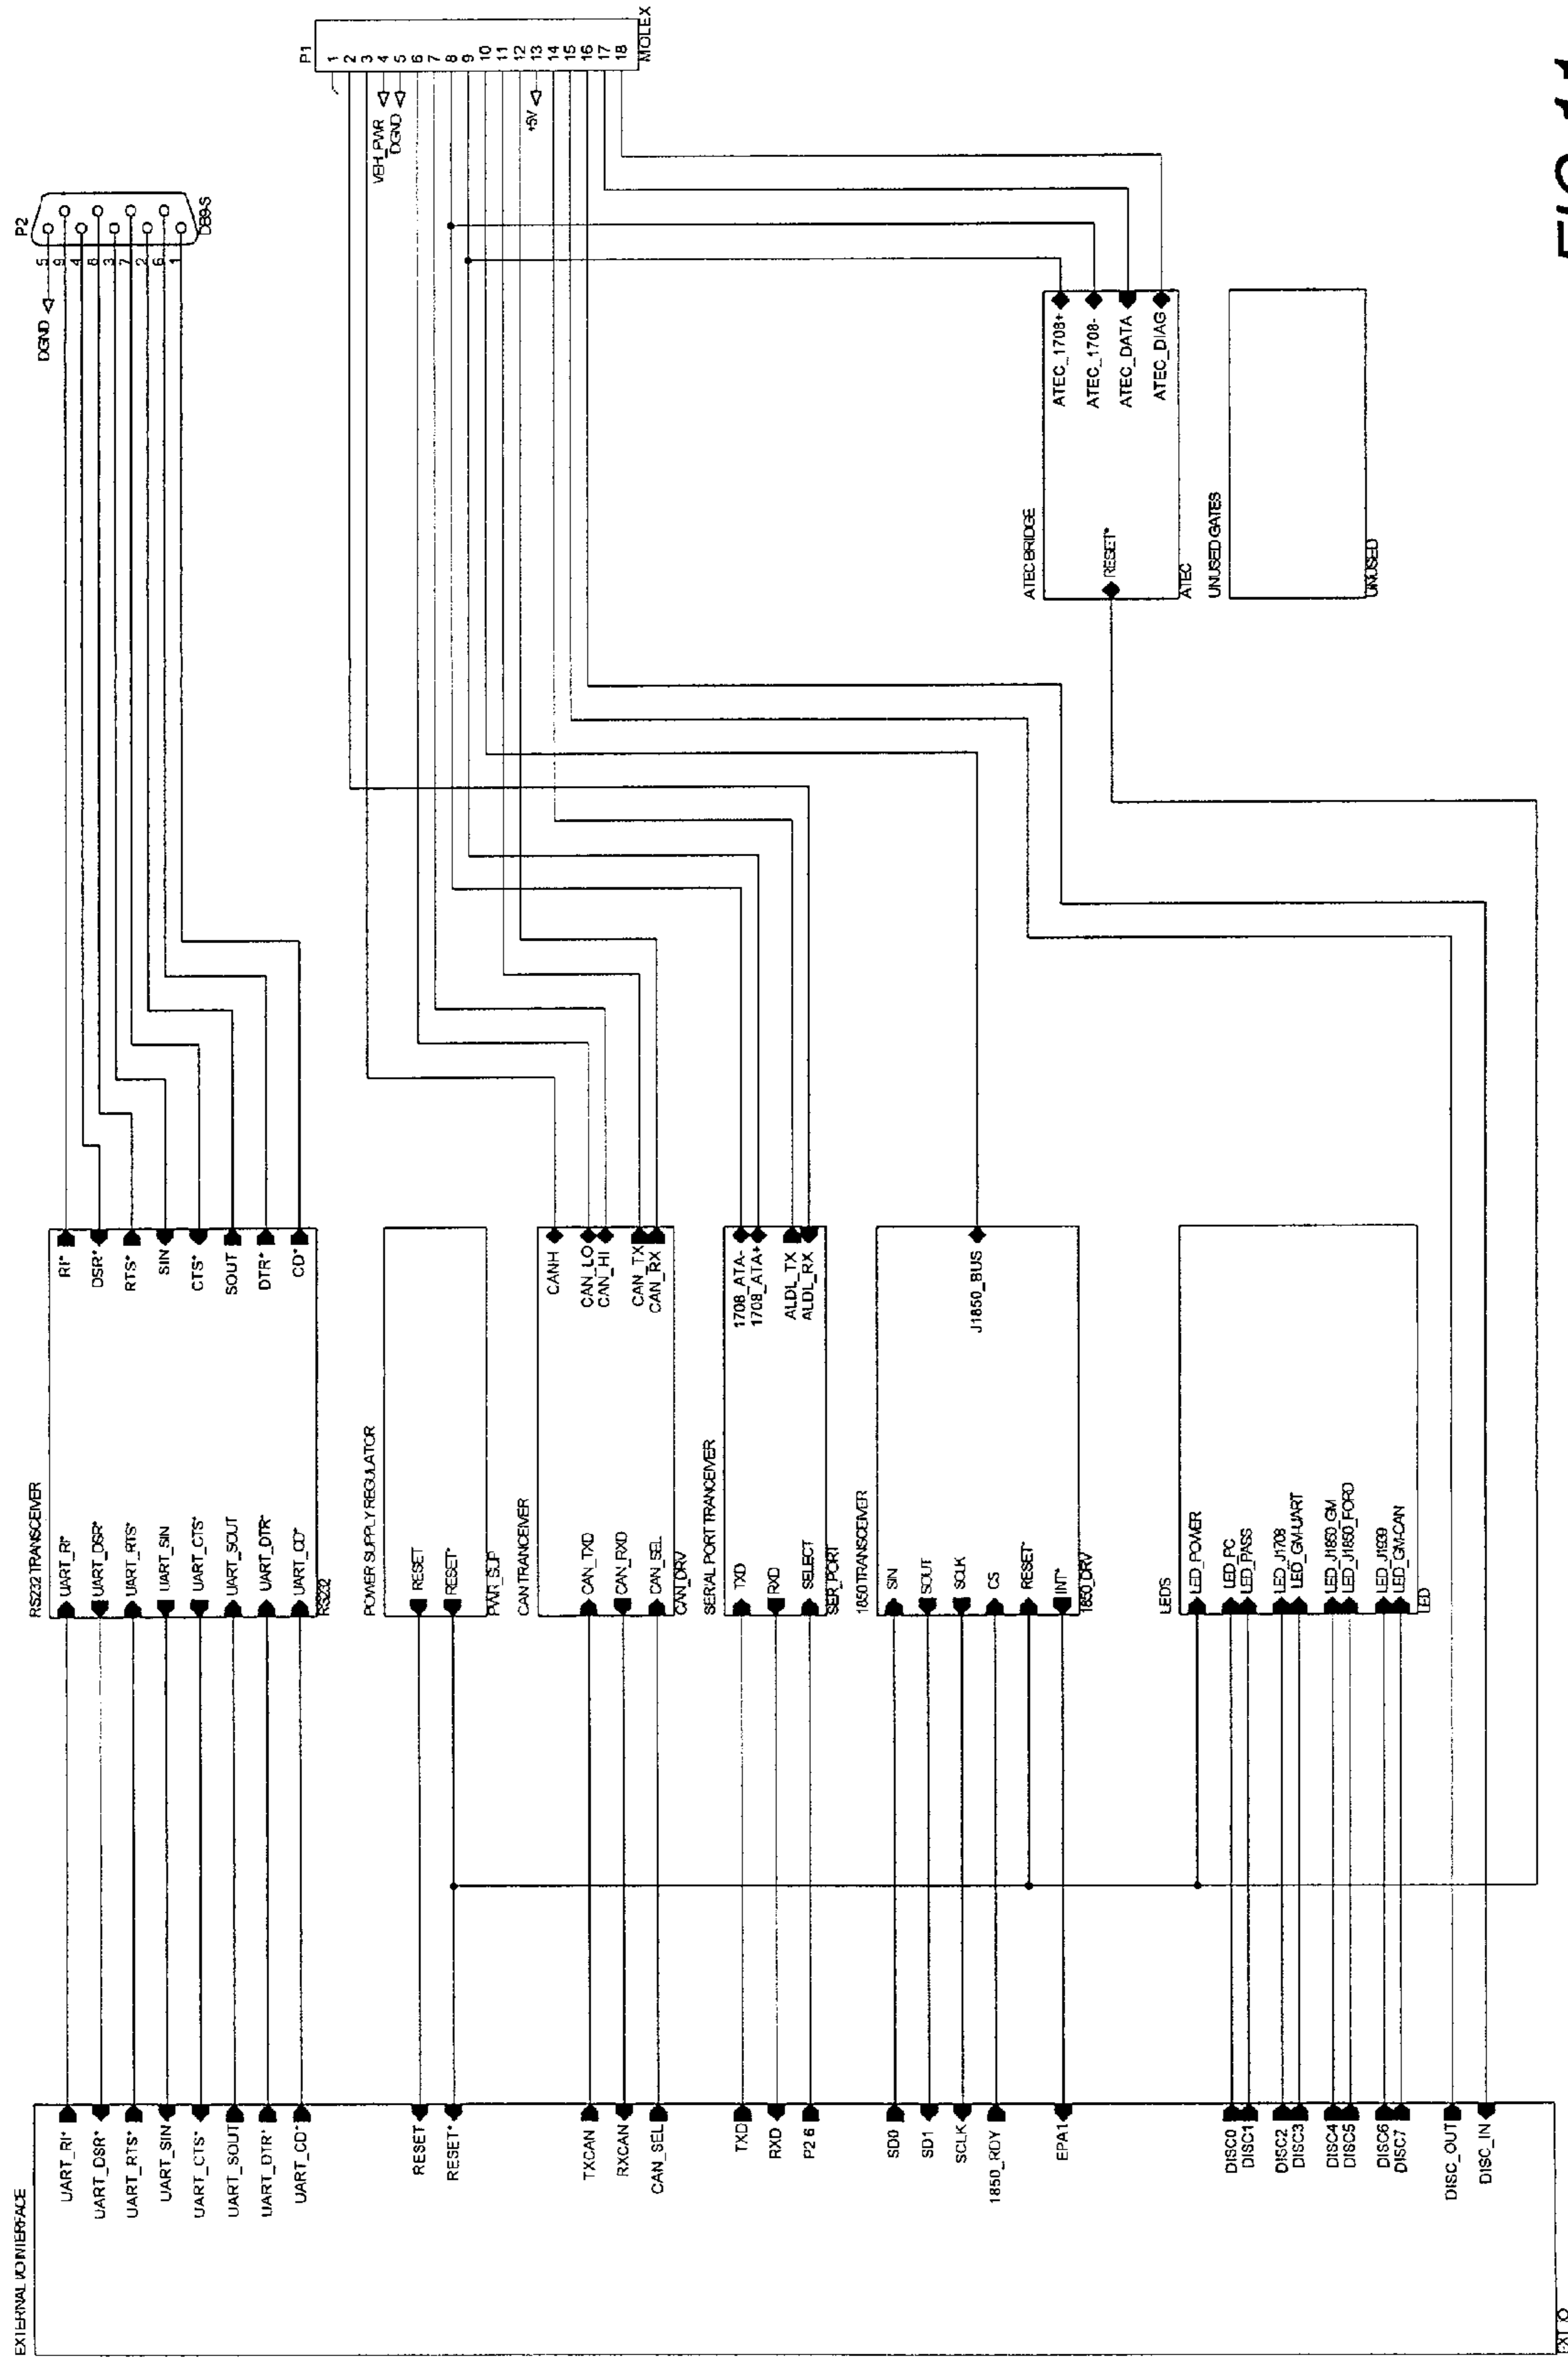 EXTERNAL I/O INTERFACE
UART_RI*
UART_DSR*
UART_RTS*
UART_SIN
UART_CTS*
UART_SOUT
UART_DTR*
UART_CD*
RESET
RESET*
TXCAN
RXCAN
CAN_SEL
TXD
RXD
P2 6
SD0
SD1
SCLK
1850_RDY
EPA1
DISC0
DISC1
DISC2
DISC3
DISC4
DISC5
DISC6
DISC7
DISC_OUT
DISC_IN
RS232 TRANSCEIVER
UART_RI*
UART_DSR*
UART_RTS*
UART_SIN
UART_CTS*
UART_SOUT
UART_DTR*
UART_CD*
RS232
RI*
DSR*
RTS*
SIN
CTS*
SOUT
DTR*
CD*
POWER SUPPLY REGULATOR
RESET
RESET*
PWR_SUP
CAN TRANCEIVER
CAN_TXD
CAN_RXD
CAN_SEL
CAN_DRV
CANH
CAN_LO
CAN_HI
CAN_TX
CAN_RX
SERIAL PORT TRANCEIVER
TXD
RXD
SELECT
SER_PORT
1708_ATA-
1708_ATA+
ALDL_TX
ALDL_RX
1850 TRANSCEIVER
SIN
SOUT
SCLK
CS
RESET*
INT*
1850_DRV
J1850_BUS
LEDS
LED_POWER
LED_PC
LED_PASS
LED_J1708
LED_GM-UART
LED_J1850_GM
LED_J1850_FORD
LED_J1939
LED_GM-CAN
LED
ATEC BRIDGE
RESET*
ATEC
ATEC_1708+
ATEC_1708-
ATEC_DATA
ATEC_DIAG
UNUSED GATES
UNUSED
P2
DGND
5
9
4
8
3
7
2
6
1
DB9-S
P1
1
2
3
4
5
6
7
8
9
10
11
12
13
14
15
16
17
18
VEH_PWR
DGND
+5V
MOLEX